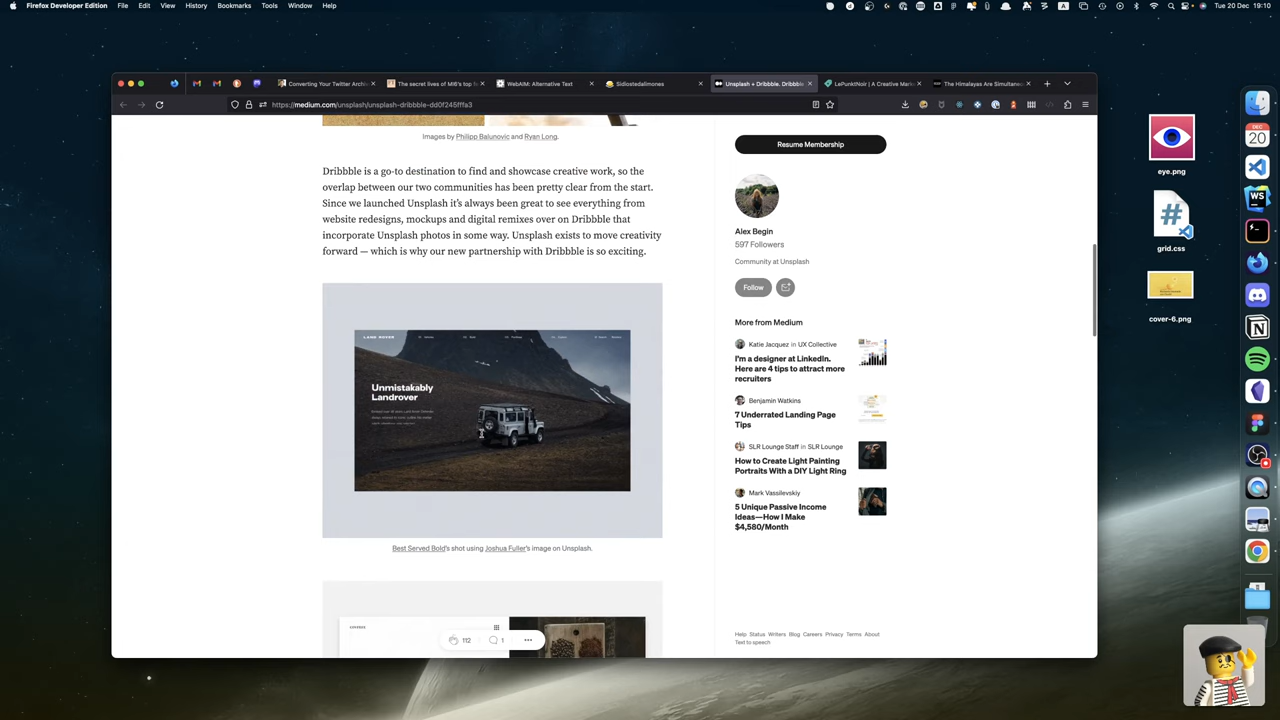 Firefox Developer Edition File Edit View History Bookmarks Tools Window Help
Tue 20 Dec 19:10
Converting Your Twitter Archi
The secret lives of MI6's top f
WebAIM: Alternative Text
Sidiostedalimones
Unsplash + Dribbble. Dribbble
LePunktNoir | A Creative Mark
The Himalayas Are Simultaneo
https://medium.com/unsplash/unsplash-dribbble-dd0f245fffa3
Images by Philipp Balunovic and Ryan Long.
Dribbble is a go-to destination to find and showcase creative work, so the
overlap between our two communities has been pretty clear from the start.
Since we launched Unsplash it's always been great to see everything from
website redesigns, mockups and digital remixes over on Dribbble that
incorporate Unsplash photos in some way. Unsplash exists to move creativity
forward — which is why our new partnership with Dribbble is so exciting.
LAND ROVER
Unmistakably
Landrover
Best Served Bold's shot using Joshua Fuller's image on Unsplash.
112
1
Resume Membership
Alex Begin
597 Followers
Community at Unsplash
Follow
More from Medium
Katie Jacquez in UX Collective
I'm a designer at LinkedIn.
Here are 4 tips to attract more
recruiters
Benjamin Watkins
7 Underrated Landing Page
Tips
SLR Lounge Staff in SLR Lounge
How to Create Light Painting
Portraits With a DIY Light Ring
Mark Vassilevskiy
5 Unique Passive Income
Ideas—How I Make
$4,580/Month
Help Status Writers Blog Careers Privacy Terms About
Text to speech
eye.png
#
grid.css
cover-6.png
DEC
20
WS